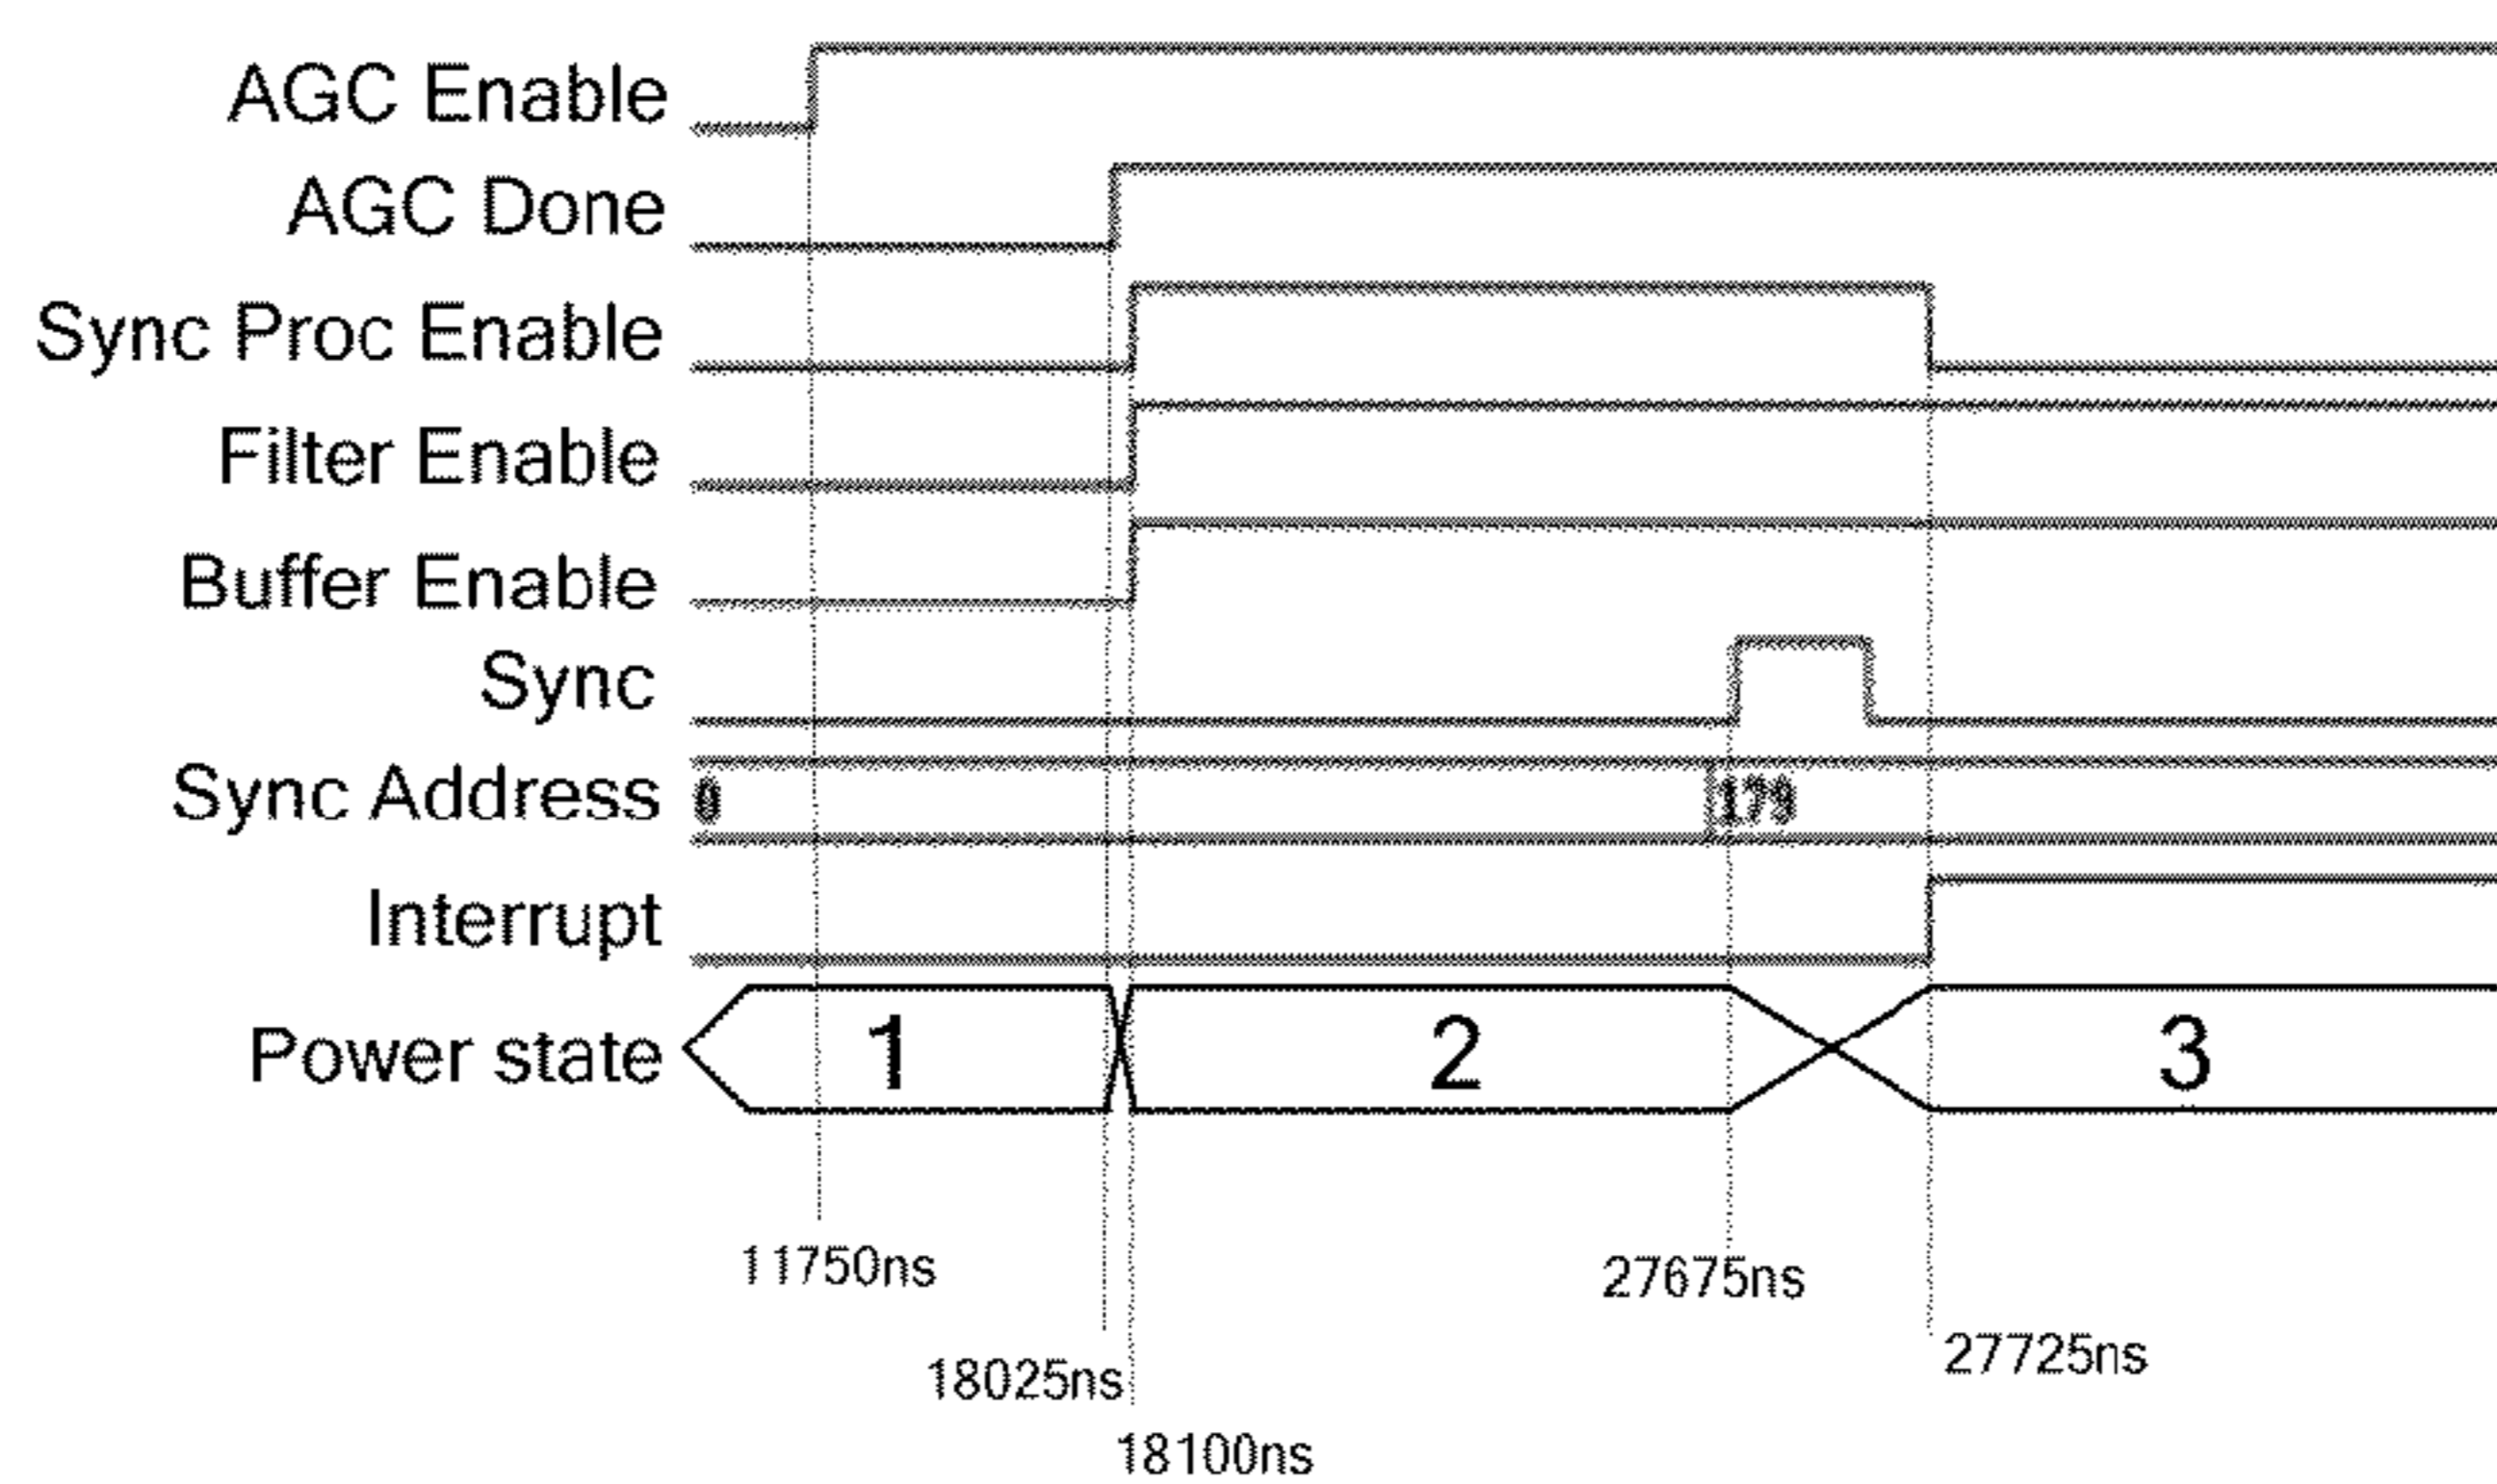 AGC Enable
AGC Done
Sync Proc Enable
Filter Enable
Buffer Enable
Sync
Sync Address 0 179
Interrupt
Power state 1 2 3
11750ns
27675ns
18025ns
27725ns
18100ns